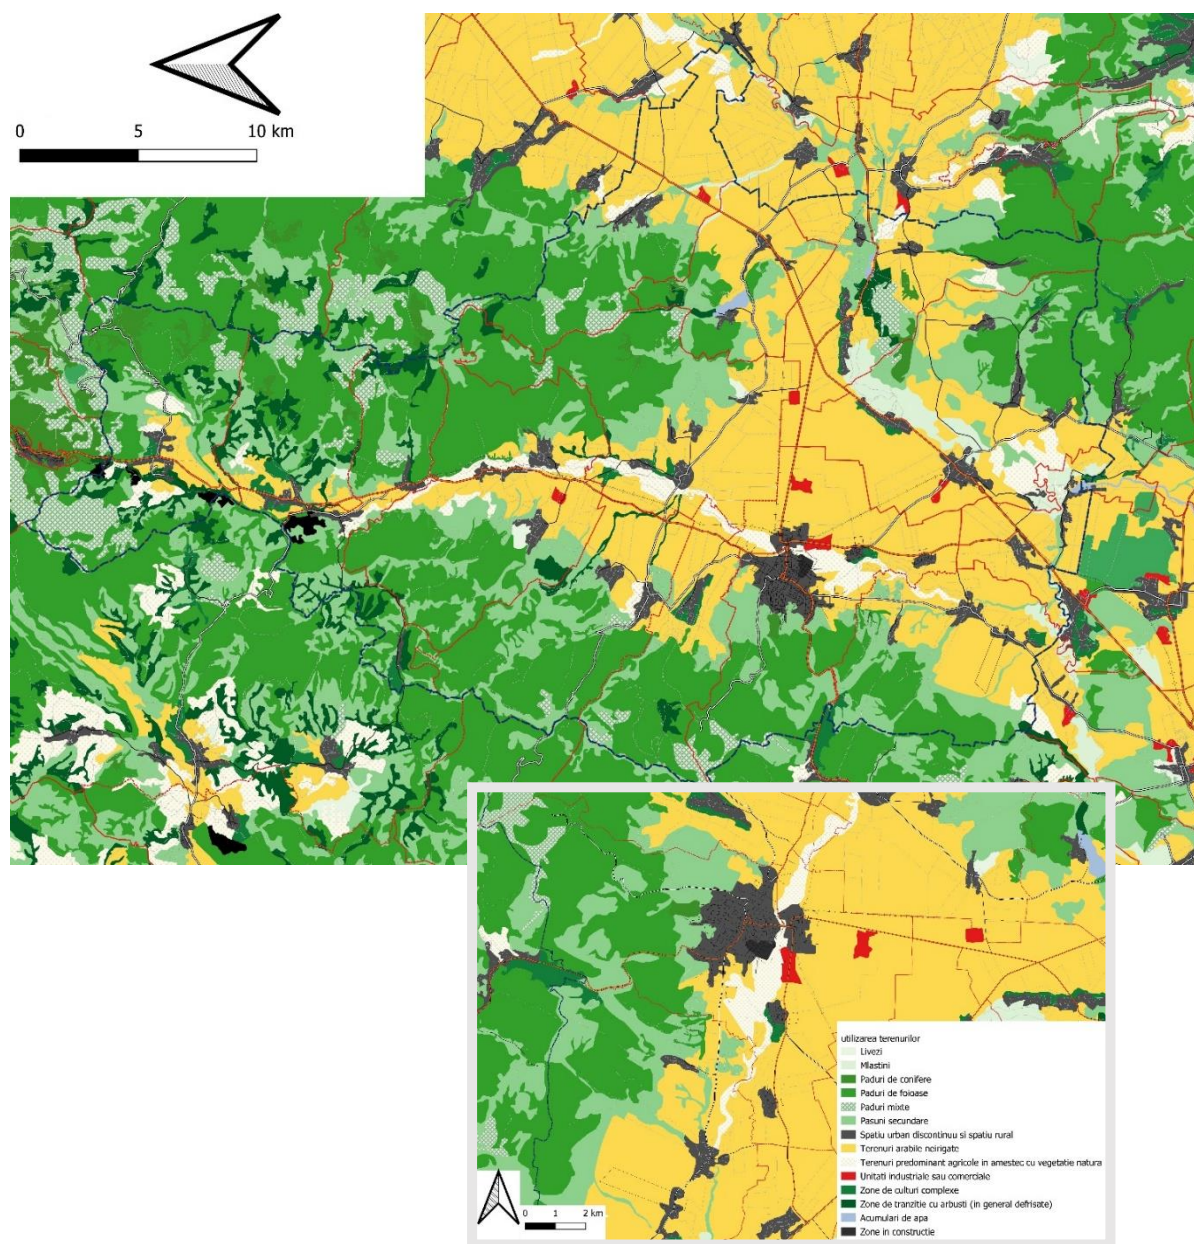 0 5 10 km
utilizarea terenurilor
Livezi
Mlastini
Paduri de conifere
Paduri de foioase
Paduri mixte
Pasuni secundare
Spatiu urban discontinuu si spatiu rural
Terenuri arabile neirigate
Terenuri predominant agricole in amestec cu vegetatie natura
Unitati industriale sau comerciale
Zone de culturi complexe
Zone de tranzitie cu arbusti (in general defrisate)
Acumulari de apa
Zone in constructie
0 1 2 km